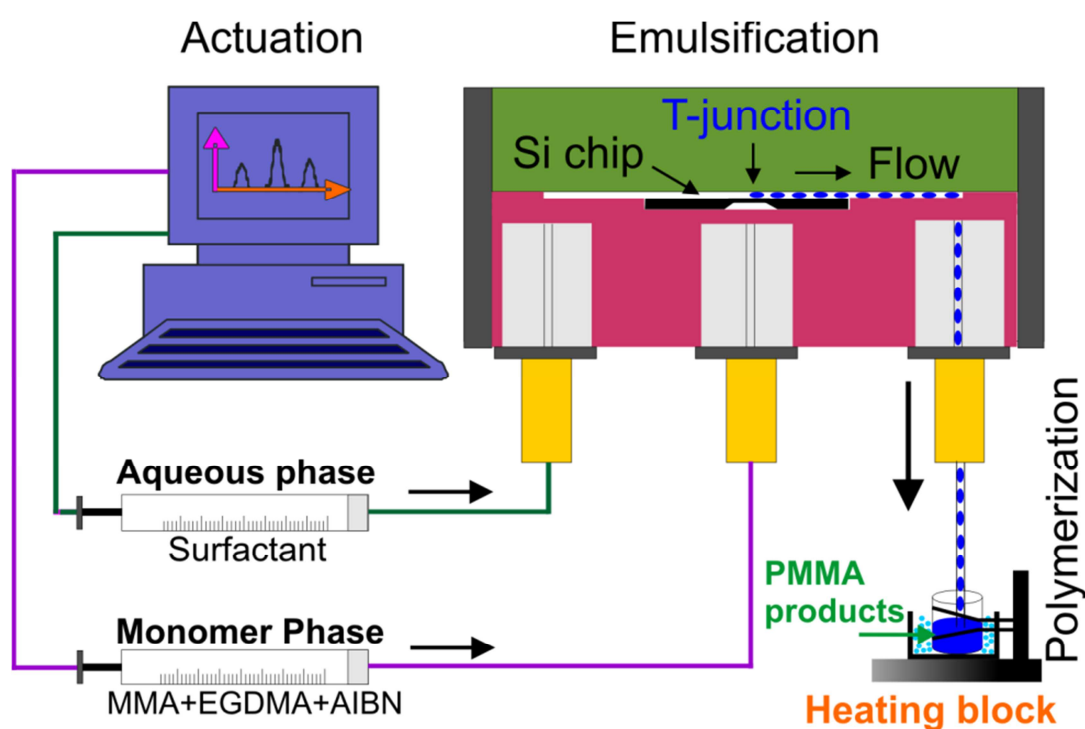 Actuation
Emulsification
T-junction
Si chip
Flow
Aqueous phase
Surfactant
Monomer Phase
MMA+EGDMA+AIBN
PMMA
products
Polymerization
Heating block